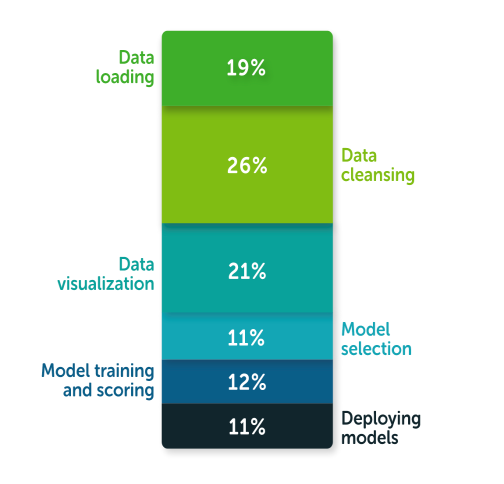 Data
loading
19%
26%
Data
cleansing
Data
visualization
21%
11%
Model
selection
Model training
and scoring
12%
11%
Deploying
models